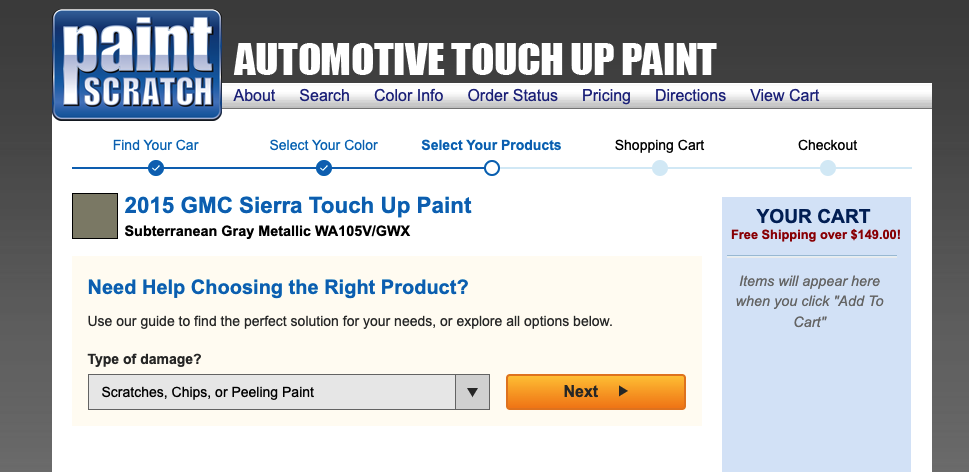 paint
SCRATCH
AUTOMOTIVE TOUCH UP PAINT
About Search Color Info Order Status Pricing Directions View Cart
Find Your Car Select Your Color Select Your Products Shopping Cart Checkout
2015 GMC Sierra Touch Up Paint
Subterranean Gray Metallic WA105V/GWX
Need Help Choosing the Right Product?
Use our guide to find the perfect solution for your needs, or explore all options below.
Type of damage?
Scratches, Chips, or Peeling Paint
Next
YOUR CART
Free Shipping over $149.00!
Items will appear here
when you click "Add To
Cart"